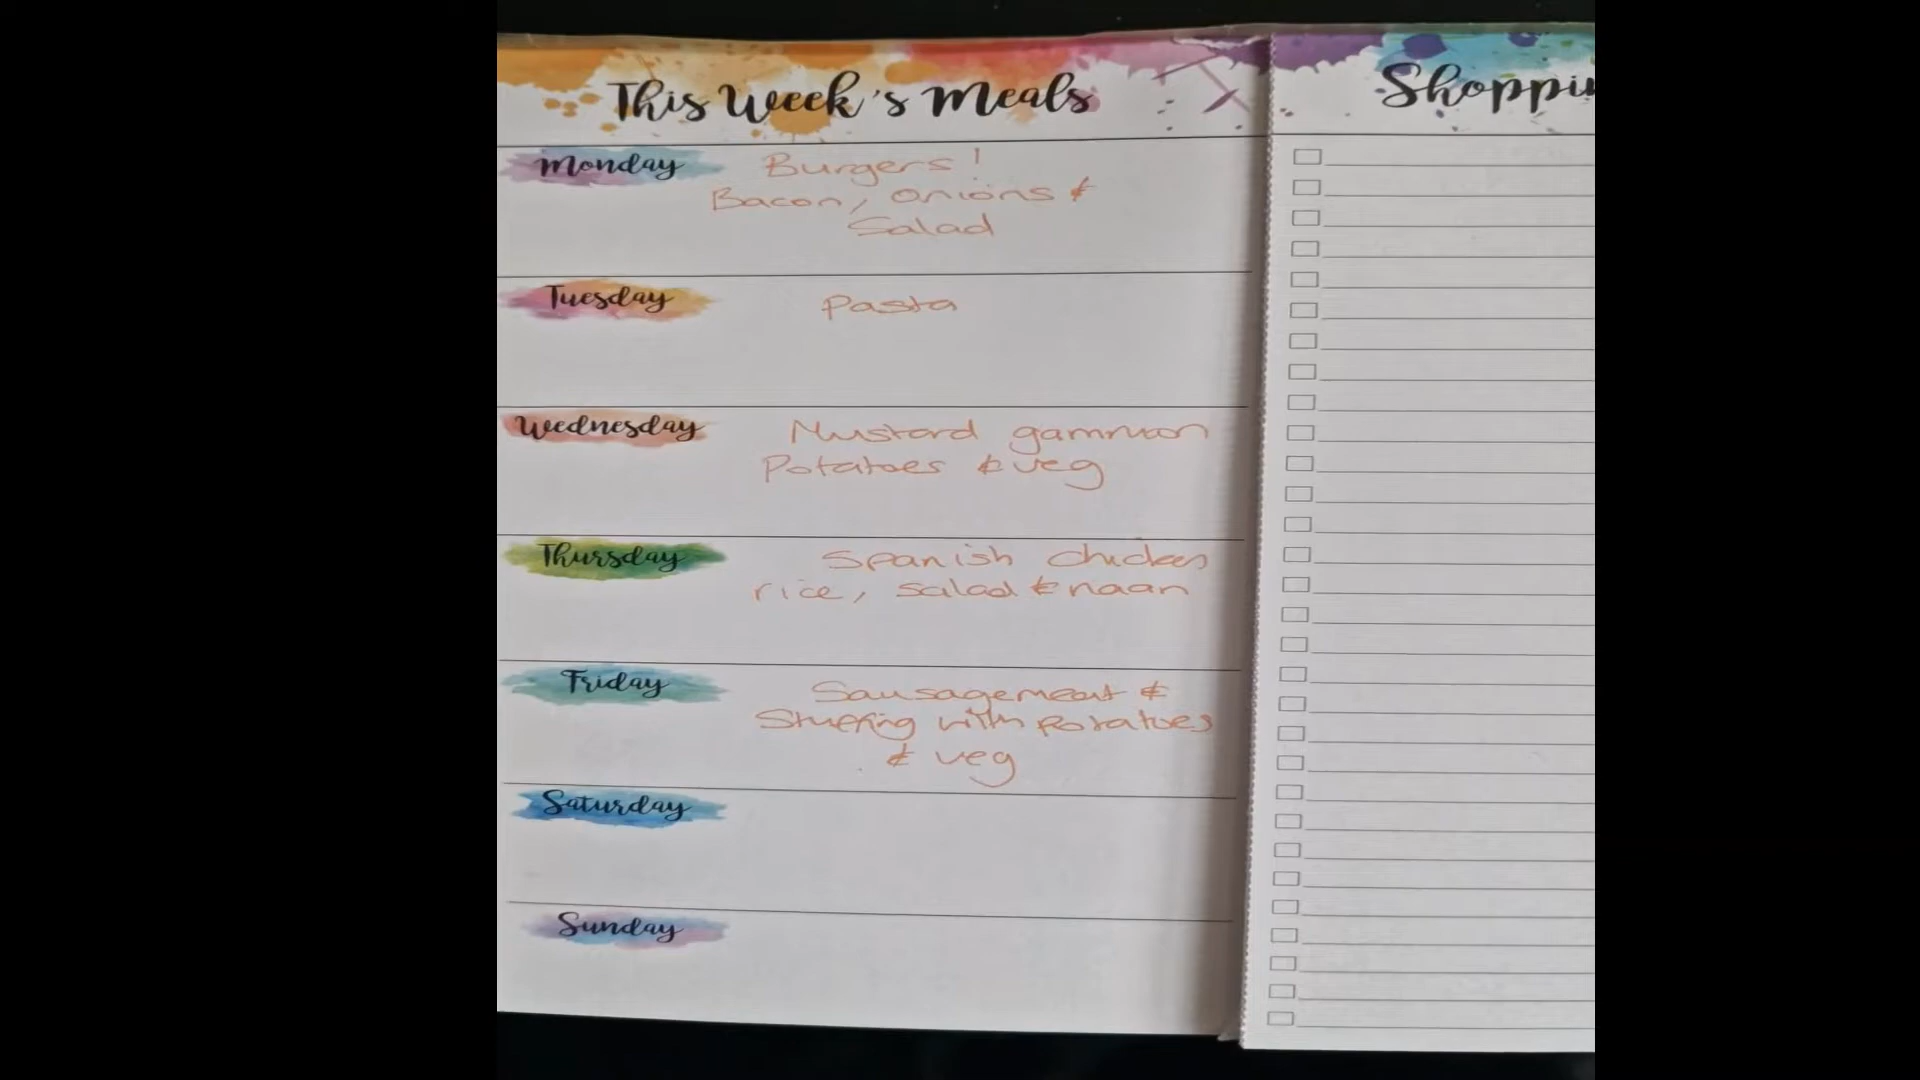 This Week's Meals
Shoppin
Monday
Burgers!
Bacon, onions &
Salad
Tuesday
Pasta
Wednesday
Mustard gammon
Potatoes & veg
Thursday
Spanish chicken
rice, salad & naan
Friday
Sausagemeat &
Stuffing with potatoes
& veg
Saturday
Sunday